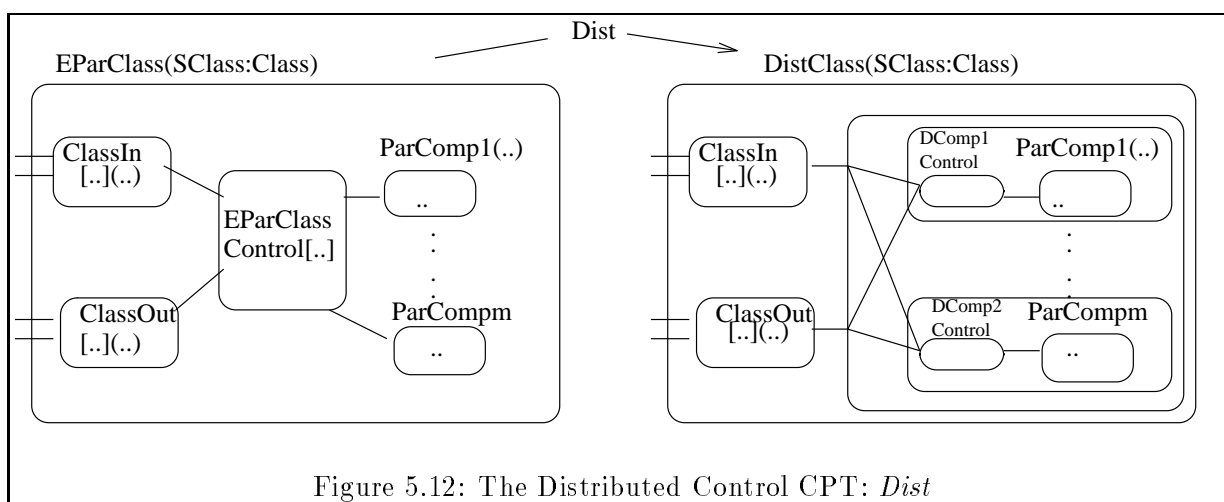 Dist
EParClass(SClass:Class)
DistClass(SClass:Class)
ClassIn
[..](..)
EParClass
Control[..]
ClassOut
[..](..)
ParComp1(..)
..
.
.
.
.
ParCompm
..
ClassIn
[..](..)
ClassOut
[..](..)
DComp1
Control
ParComp1(..)
..
.
.
.
.
DComp2
Control
ParCompm
..
Figure 5.12: The Distributed Control CPT: Dist